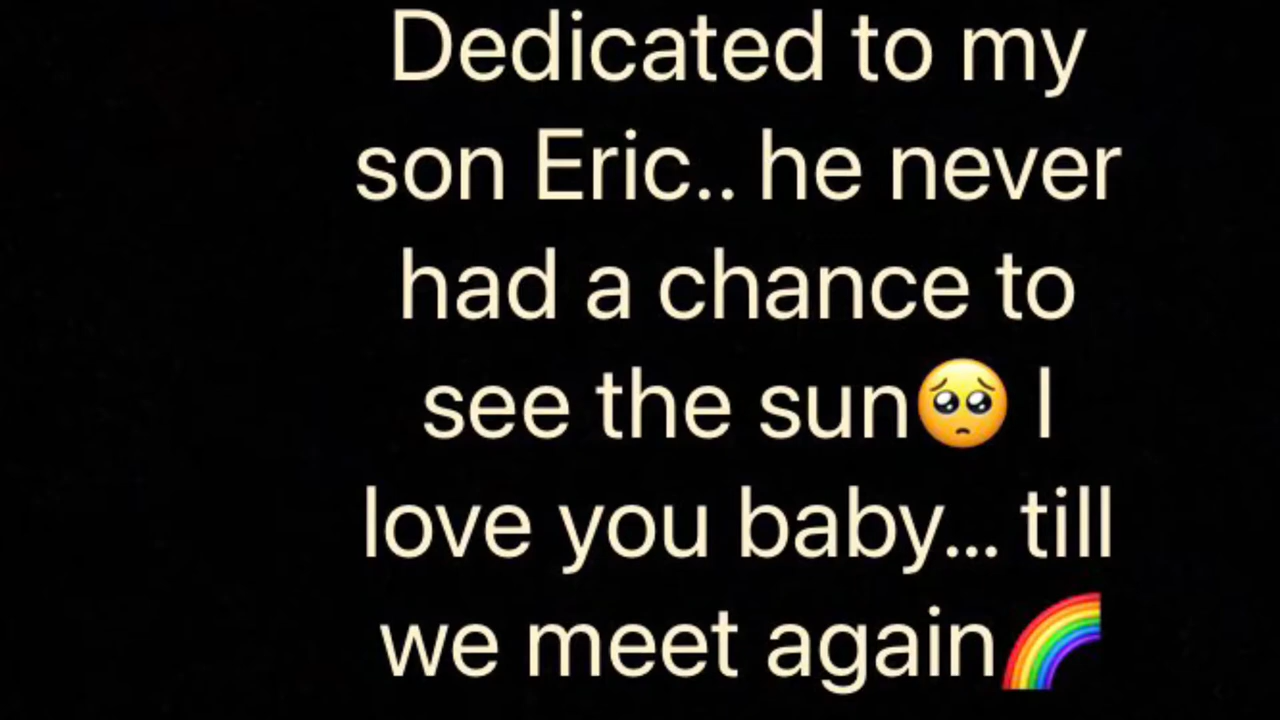 Dedicated to my
son Eric.. he never
had a chance to
see the sun🥺 I
love you baby... till
we meet again🌈